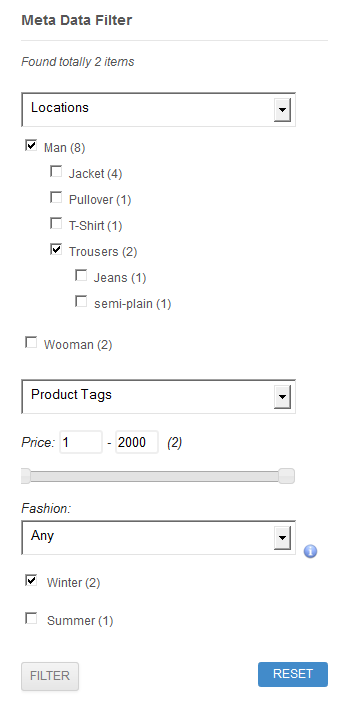 Meta Data Filter
Found totally 2 items
Locations
Man (8)
Jacket (4)
Pullover (1)
T-Shirt (1)
Trousers (2)
Jeans (1)
semi-plain (1)
Wooman (2)
Product Tags
Price: 1 - 2000 (2)
Fashion:
Any
Winter (2)
Summer (1)
FILTER RESET